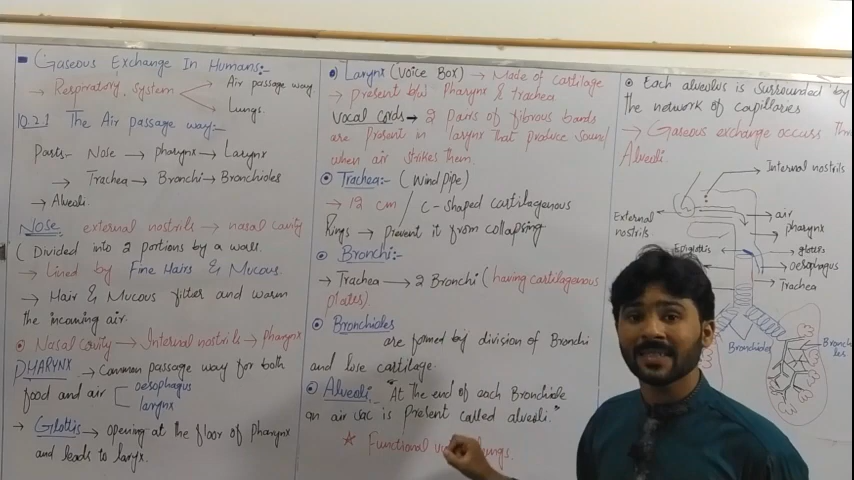 Gaseous Exchange In Humans:-
→ Respiratory System
Air passage way
Lungs.
10.2.1 The Air passage way:-
Parts- Nose → pharynx → Larynx
→ Trachea → Bronchi → Bronchioles
→ Alveoli.
Nose. external nostrils → nasal cavity
( Divided into 2 portions by a wall.
→ Lined by Fine Hairs & Mucous.
→ Hair & Mucous filter and warm
the incoming air.
Nasal Cavity → Internal nostrils → pharynx
PHARYNX → Common passage way for both
food and air
oesophagus
larynx
→ Glottis → opening at the floor of pharynx
and leads to larynx.
Larynx (Voice Box) → Made of cartilage
→ present b/w Pharynx & trachea
Vocal Cords → 2 Pairs of fibrous bands
are Present in larynx that produce sound
when air strikes them.
Trachea:- (Wind pipe)
→ 12 cm C-shaped cartilagenous
Rings → prevent it from collapsing
Bronchi:-
→ Trachea → 2 Bronchi (having cartilagenous
plates)
Bronchioles
are formed by division of Bronchi
and lose cartilage.
Alveoli. "At the end of each Bronchiole
an air sac is Present called alveoli."
* Functional lungs.
Each alveolus is surrounded by
the network of capillaries
→ Gaseous exchange occurs
Alveoli
Internal nostrils
External
nostrils
air
pharynx
Epiglottis
glottis
oesophagus
Trachea
Bronchioles
Bronchio
les